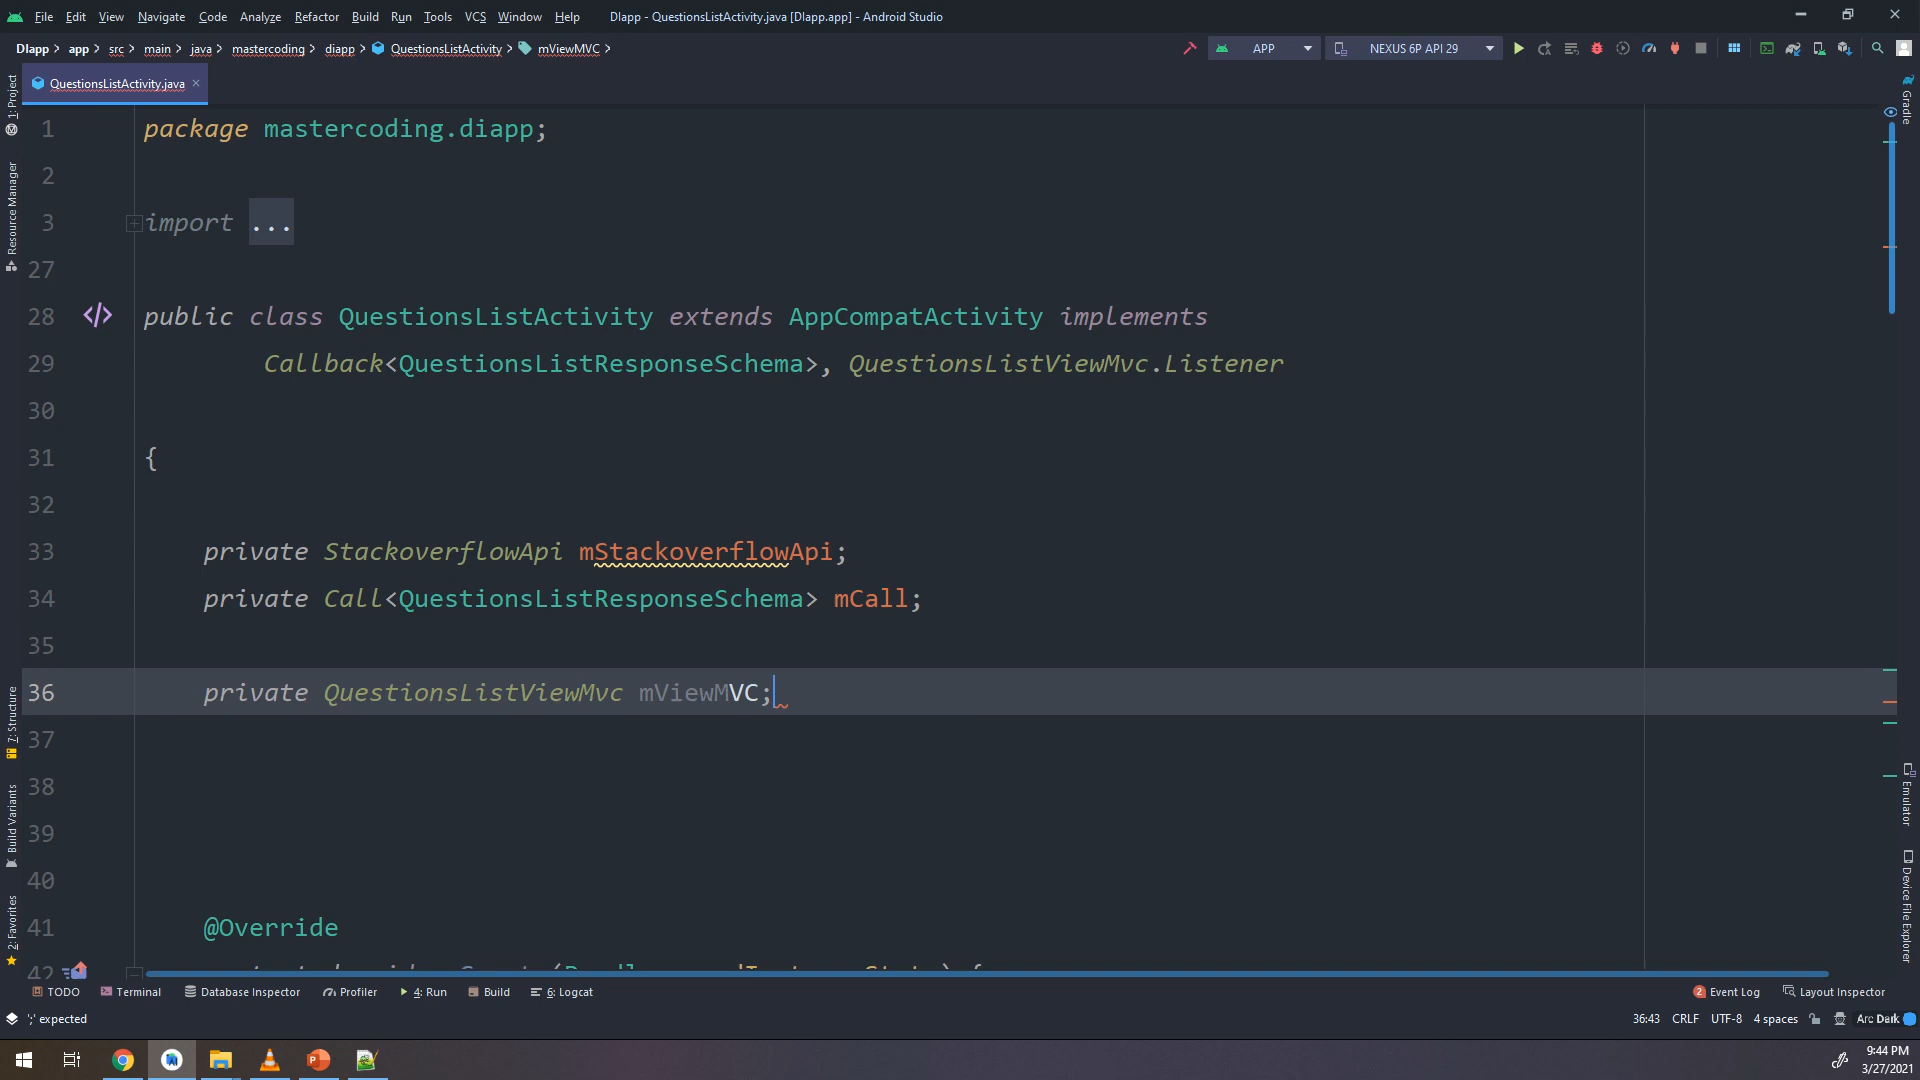 File Edit View Navigate Code Analyze Refactor Build Run Tools VCS Window Help DIapp - QuestionsListActivity.java [DIapp.app] - Android Studio
DIapp app src main java mastercoding diapp QuestionsListActivity mViewMVC APP NEXUS 6P API 29
QuestionsListActivity.java
1 package mastercoding.diapp;
2
3 import ...
27
28 public class QuestionsListActivity extends AppCompatActivity implements
29 Callback<QuestionsListResponseSchema>, QuestionsListViewMvc.Listener
30
31 {
32
33 private StackoverflowApi mStackoverflowApi;
34 private Call<QuestionsListResponseSchema> mCall;
35
36 private QuestionsListViewMvc mViewMVC;
37
38
39
40
41 @Override
42
1: Project
Resource Manager
7: Structure
Build Variants
2: Favorites
Gradle
Emulator
Device File Explorer
TODO Terminal Database Inspector Profiler 4: Run Build 6: Logcat 2 Event Log Layout Inspector
';' expected 36:43 CRLF UTF-8 4 spaces Arc Dark
9:44 PM
3/27/2021